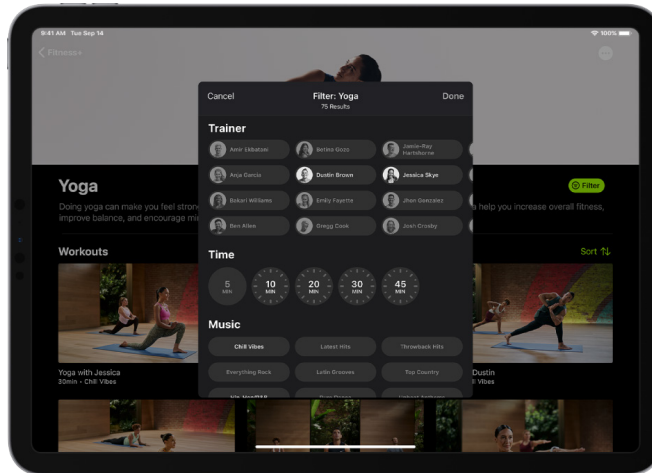 9:41 AM Tue Sep 14
100%
Fitness+
Cancel
Filter: Yoga
Done
75 Results
Trainer
Amir Ekbatani
Betina Gozo
Jamie-Ray
Hartshorne
Anja Garcia
Dustin Brown
Jessica Skye
Bakari Williams
Emily Fayette
Jhon Gonzalez
Ben Allen
Gregg Cook
Josh Crosby
Yoga
Filter
Doing yoga can make you feel stron
help you increase overall fitness,
improve balance, and encourage mi
Time
5
MIN
10
MIN
20
MIN
30
MIN
45
MIN
Workouts
Sort
Music
Chill Vibes
Latest Hits
Throwback Hits
Everything Rock
Latin Grooves
Top Country
Yoga with Jessica
30min • Chill Vibes
Dustin
ll Vibes